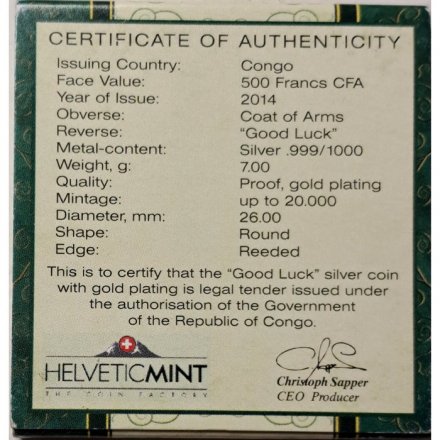 CERTIFICATE OF AUTHENTICITY
Issuing Country: Congo
Face Value: 500 Francs CFA
Year of Issue: 2014
Obverse: Coat of Arms
Reverse: “Good Luck”
Metal-content: Silver .999/1000
Weight, g: 7.00
Quality: Proof, gold plating
Mintage: up to 20.000
Diameter, mm: 26.00
Shape: Round
Edge: Reeded
This is to certify that the “Good Luck” silver coin
with gold plating is legal tender issued under
the authorisation of the Government
of the Republic of Congo.
HELVETICMINT
THE COIN FACTORY
Christoph Sapper
CEO Producer